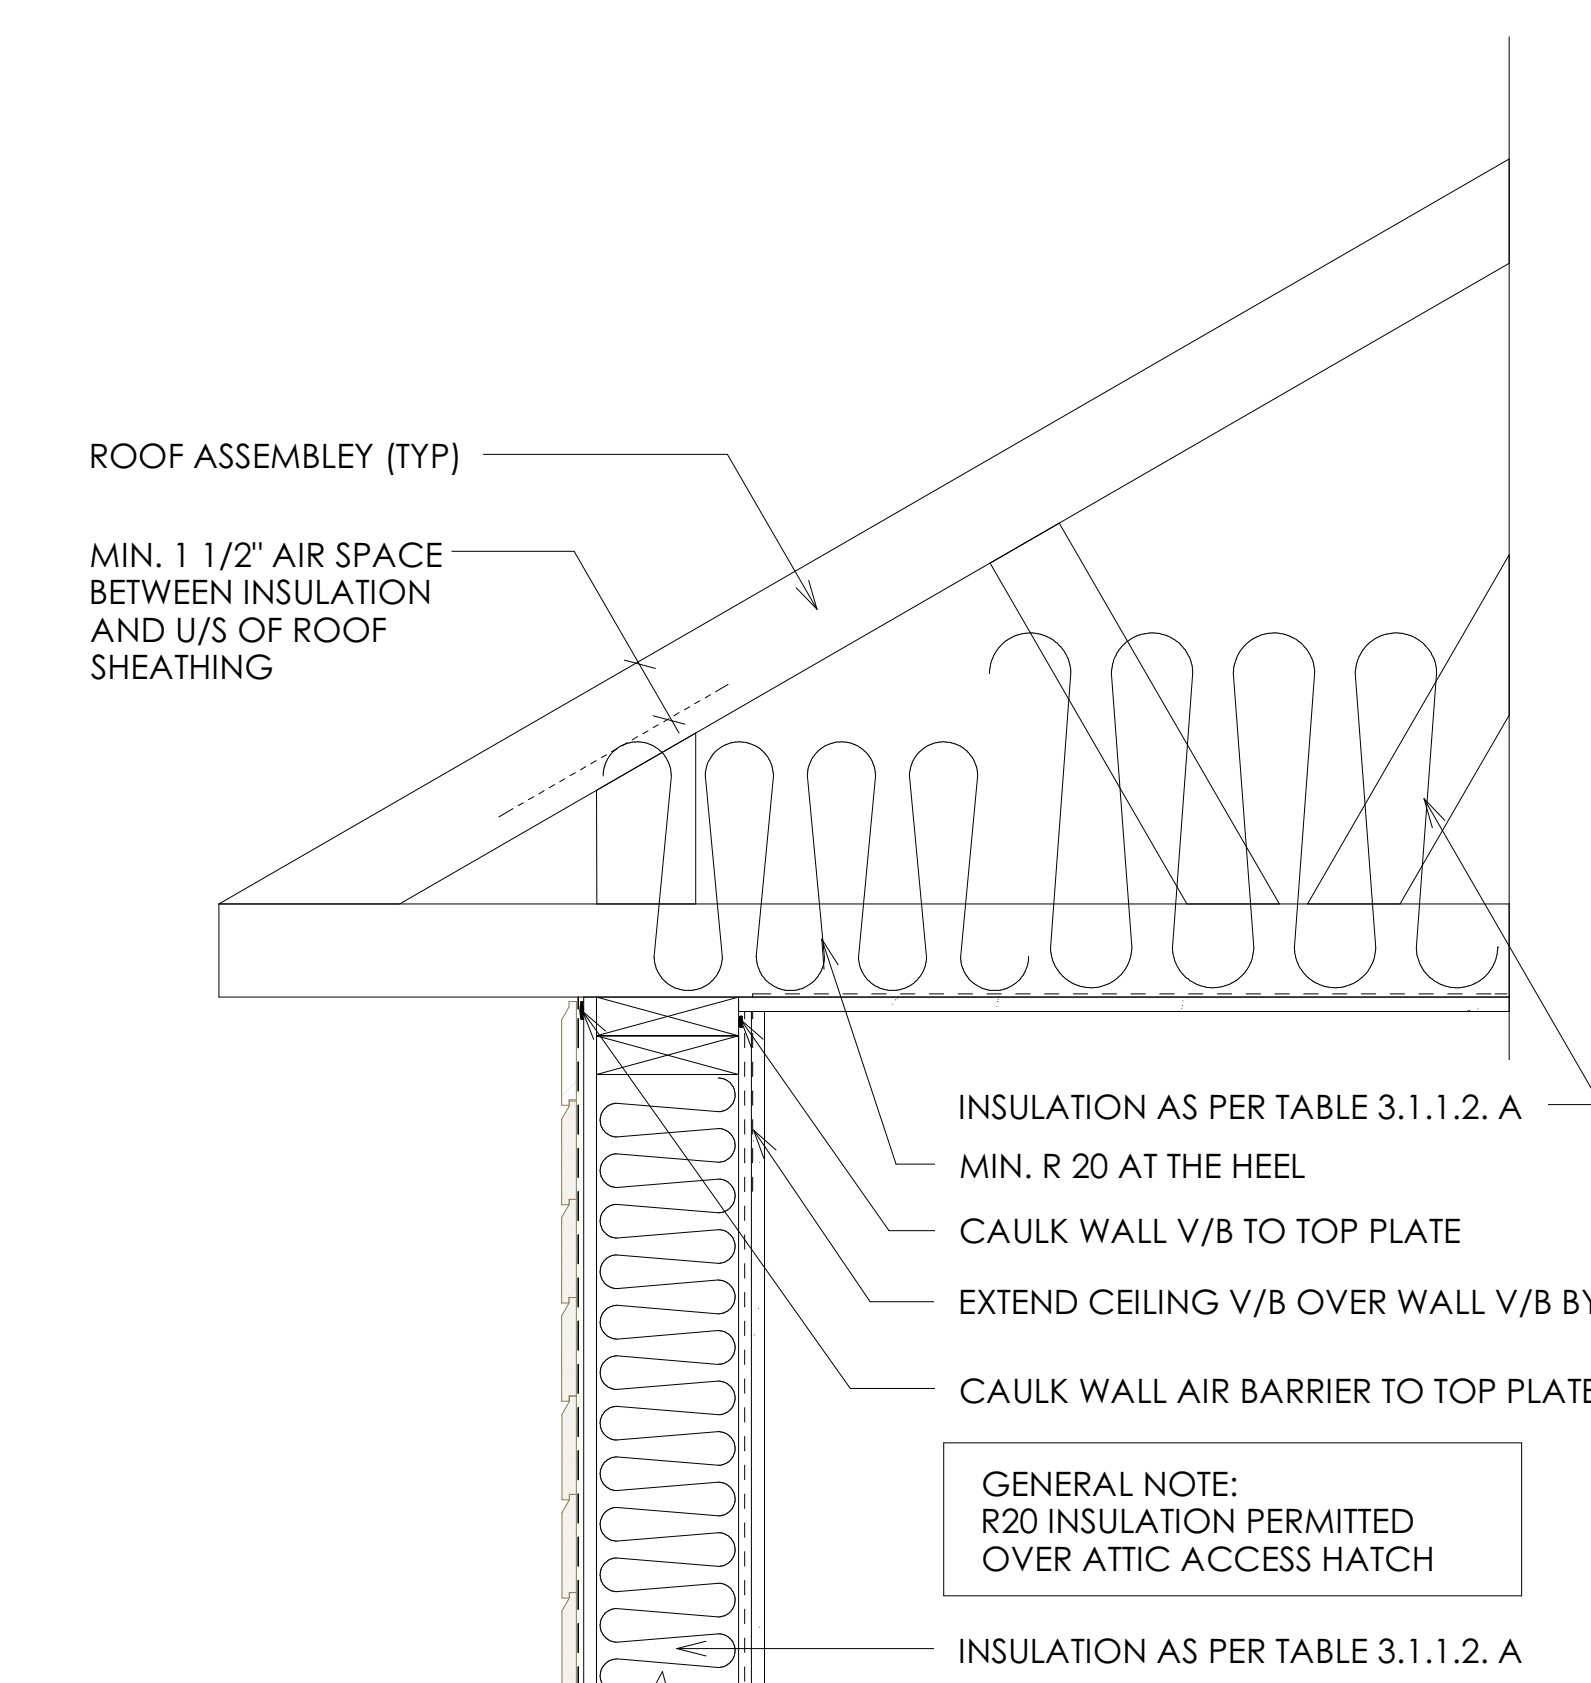 ROOF ASSEMBLEY (TYP)
MIN. 1 1/2" AIR SPACE
BETWEEN INSULATION
AND U/S OF ROOF
SHEATHING
INSULATION AS PER TABLE 3.1.1.2. A
MIN. R 20 AT THE HEEL
CAULK WALL V/B TO TOP PLATE
EXTEND CEILING V/B OVER WALL V/B BY
CAULK WALL AIR BARRIER TO TOP PLATE
GENERAL NOTE:
R20 INSULATION PERMITTED
OVER ATTIC ACCESS HATCH
INSULATION AS PER TABLE 3.1.1.2. A